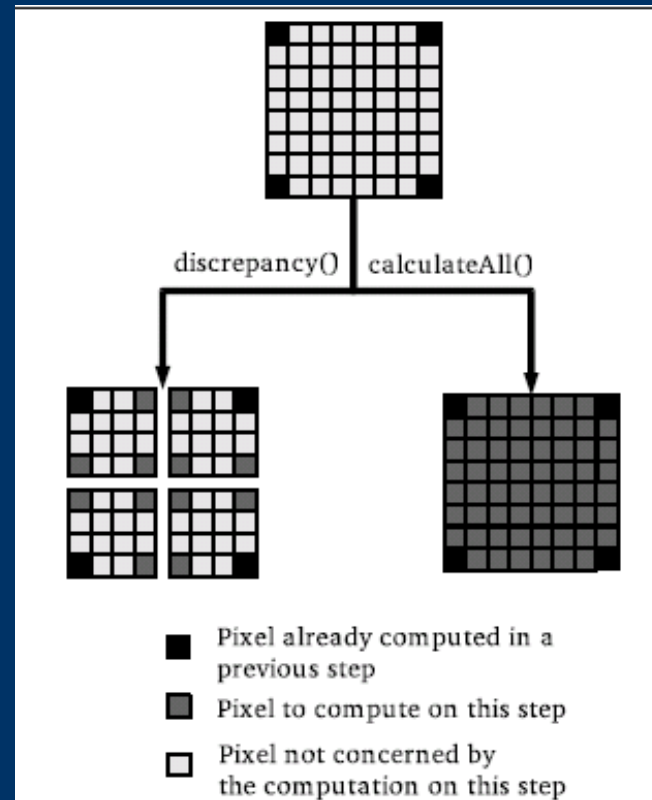 discrepancy() calculateAll()
Pixel already computed in a
previous step
Pixel to compute on this step
Pixel not concerned by
the computation on this step